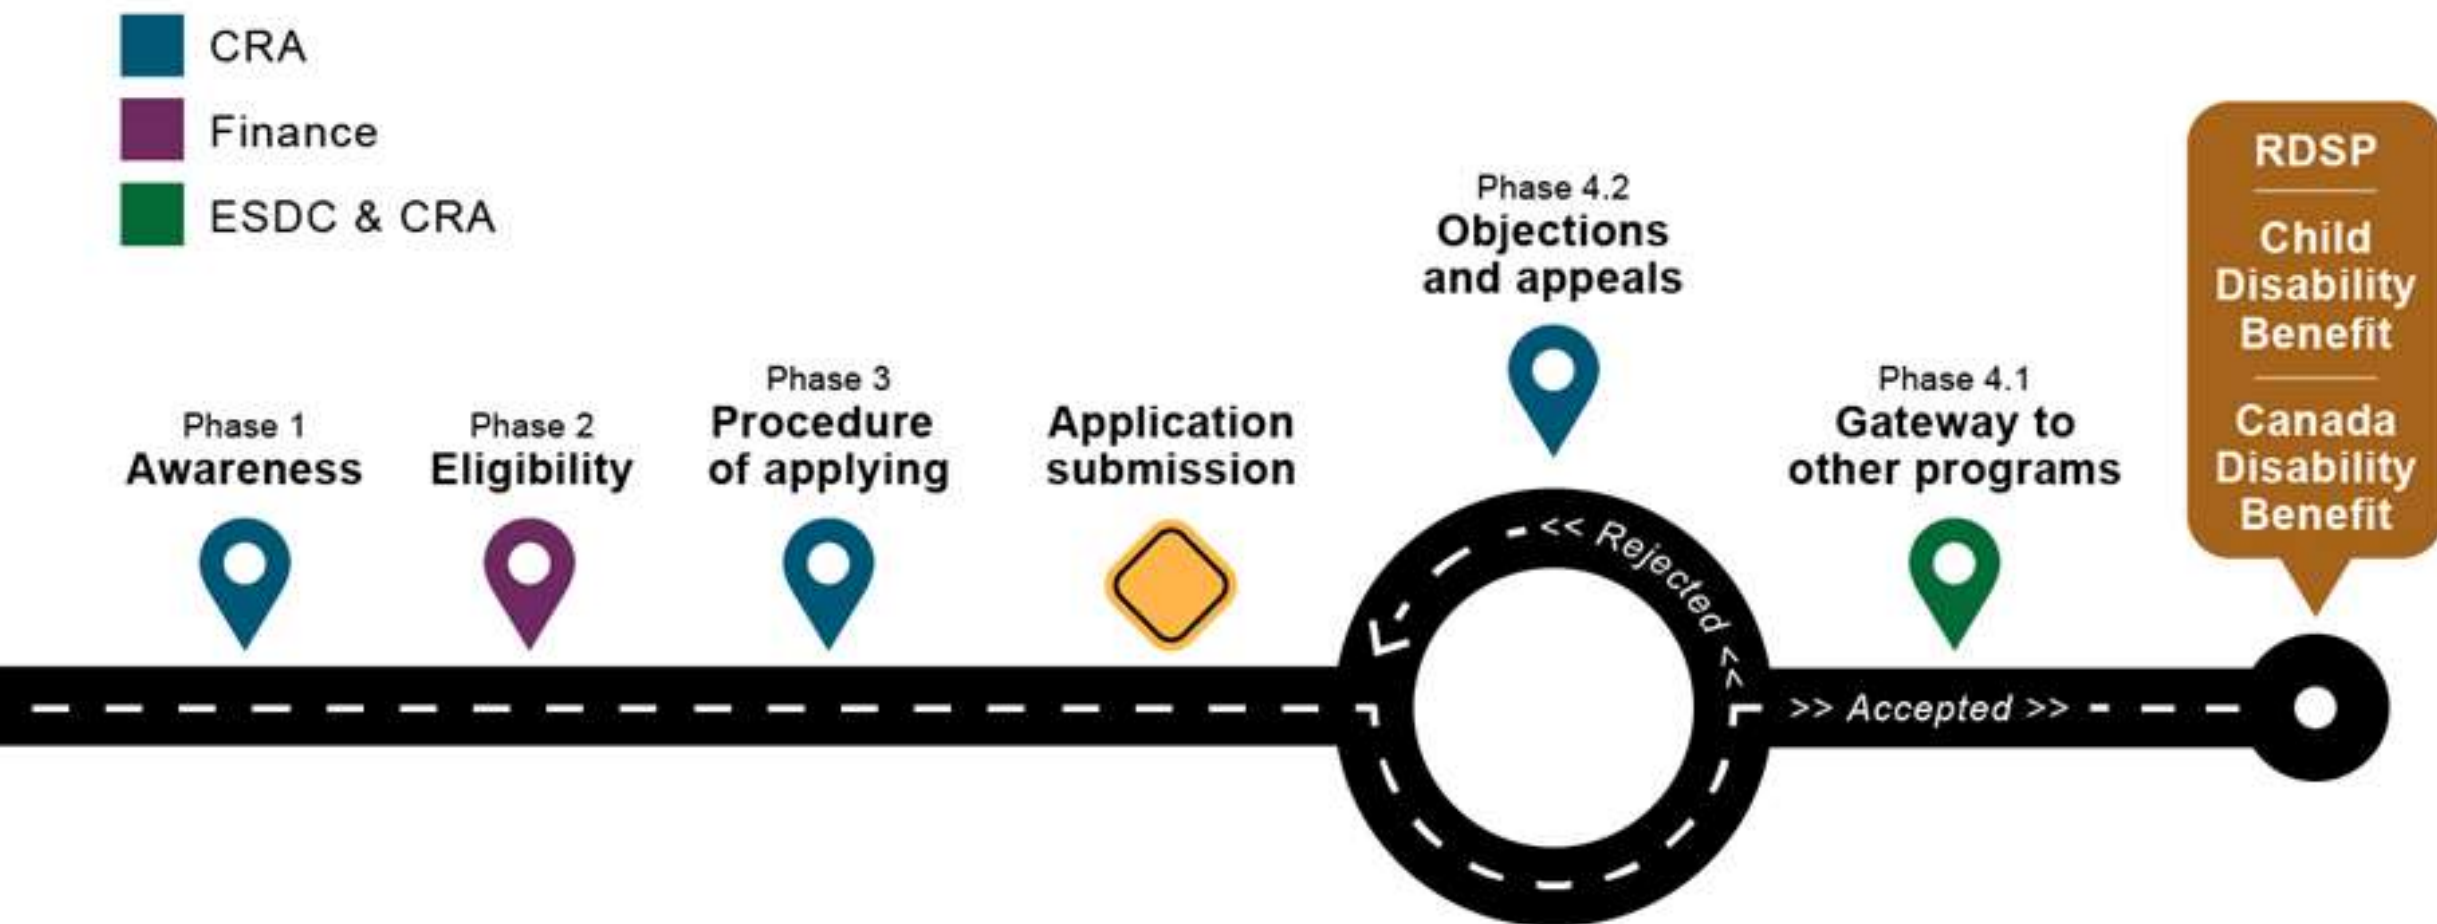 CRA
Finance
ESDC & CRA
Phase 1
Awareness
Phase 2
Eligibility
Phase 3
Procedure
of applying
Application
submission
Phase 4.2
Objections
and appeals
<< Rejected <<
Phase 4.1
Gateway to
other programs
>> Accepted >>
RDSP
Child
Disability
Benefit
Canada
Disability
Benefit